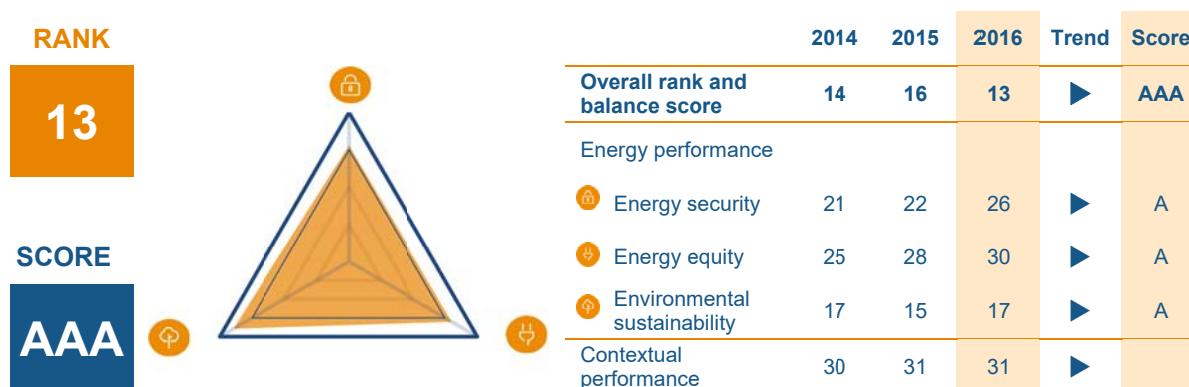 RANK
13
SCORE
AAA
2014 2015 2016 Trend Score
Overall rank and
balance score 14 16 13 AAA
Energy performance
Energy security 21 22 26 A
Energy equity 25 28 30 A
Environmental
sustainability 17 15 17 A
Contextual
performance 30 31 31